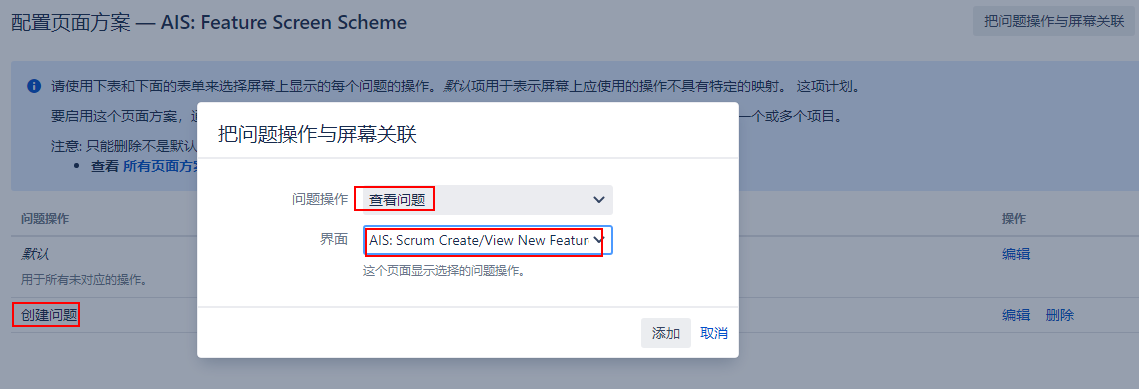 配置页面方案 — AIS: Feature Screen Scheme
把问题操作与屏幕关联
请使用下表和下面的表单来选择屏幕上显示的每个问题的操作。默认项用于表示屏幕上应使用的操作不具有特定的映射。 这项计划。
要启用这个页面方案，
一个或多个项目。
注意: 只能删除不是默认
• 查看 所有页面方案
把问题操作与屏幕关联
问题操作 查看问题
界面 AIS: Scrum Create/View New Featur
这个页面显示选择的问题操作。
添加 取消
问题操作 操作
默认 编辑
用于所有未对应的操作。
创建问题 编辑 删除